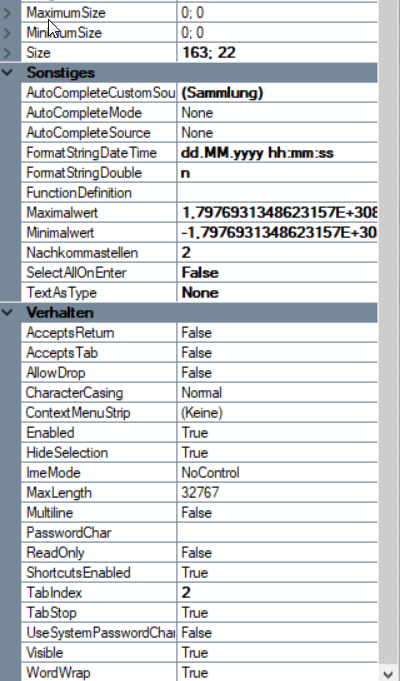 MaximumSize 0; 0
MinimumSize 0; 0
Size 163; 22
Sonstiges
AutoCompleteCustomSou (Sammlung)
AutoCompleteMode None
AutoCompleteSource None
FormatStringDateTime dd.MM.yyyy hh:mm:ss
FormatStringDouble n
FunctionDefinition
Maximalwert 1,7976931348623157E+308
Minimalwert -1,7976931348623157E+30
Nachkommastellen 2
SelectAllOnEnter False
TextAsType None
Verhalten
AcceptsReturn False
AcceptsTab False
AllowDrop False
CharacterCasing Normal
ContextMenuStrip (Keine)
Enabled True
HideSelection True
ImeMode NoControl
MaxLength 32767
Multiline False
PasswordChar
ReadOnly False
ShortcutsEnabled True
TabIndex 2
TabStop True
UseSystemPasswordChar False
Visible True
WordWrap True